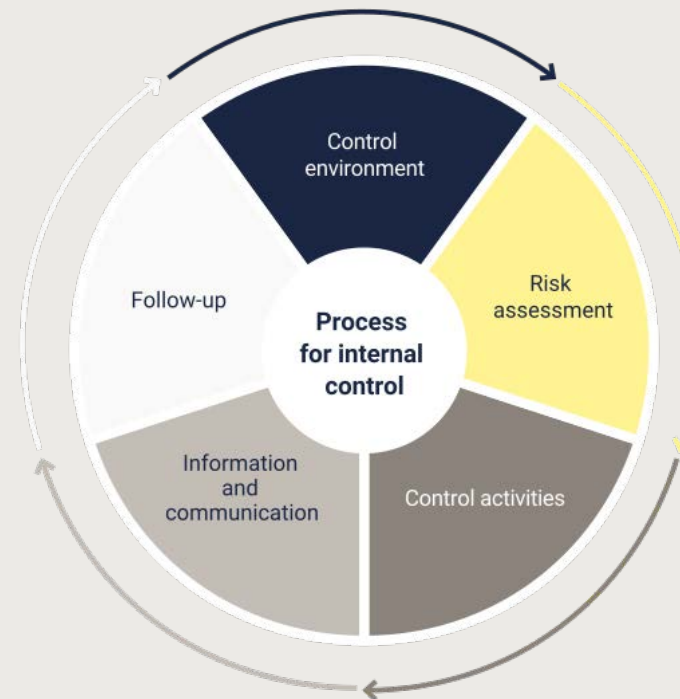 Control
environment
Risk
assessment
Follow-up
Process
for internal
control
Information
and
communication
Control activities